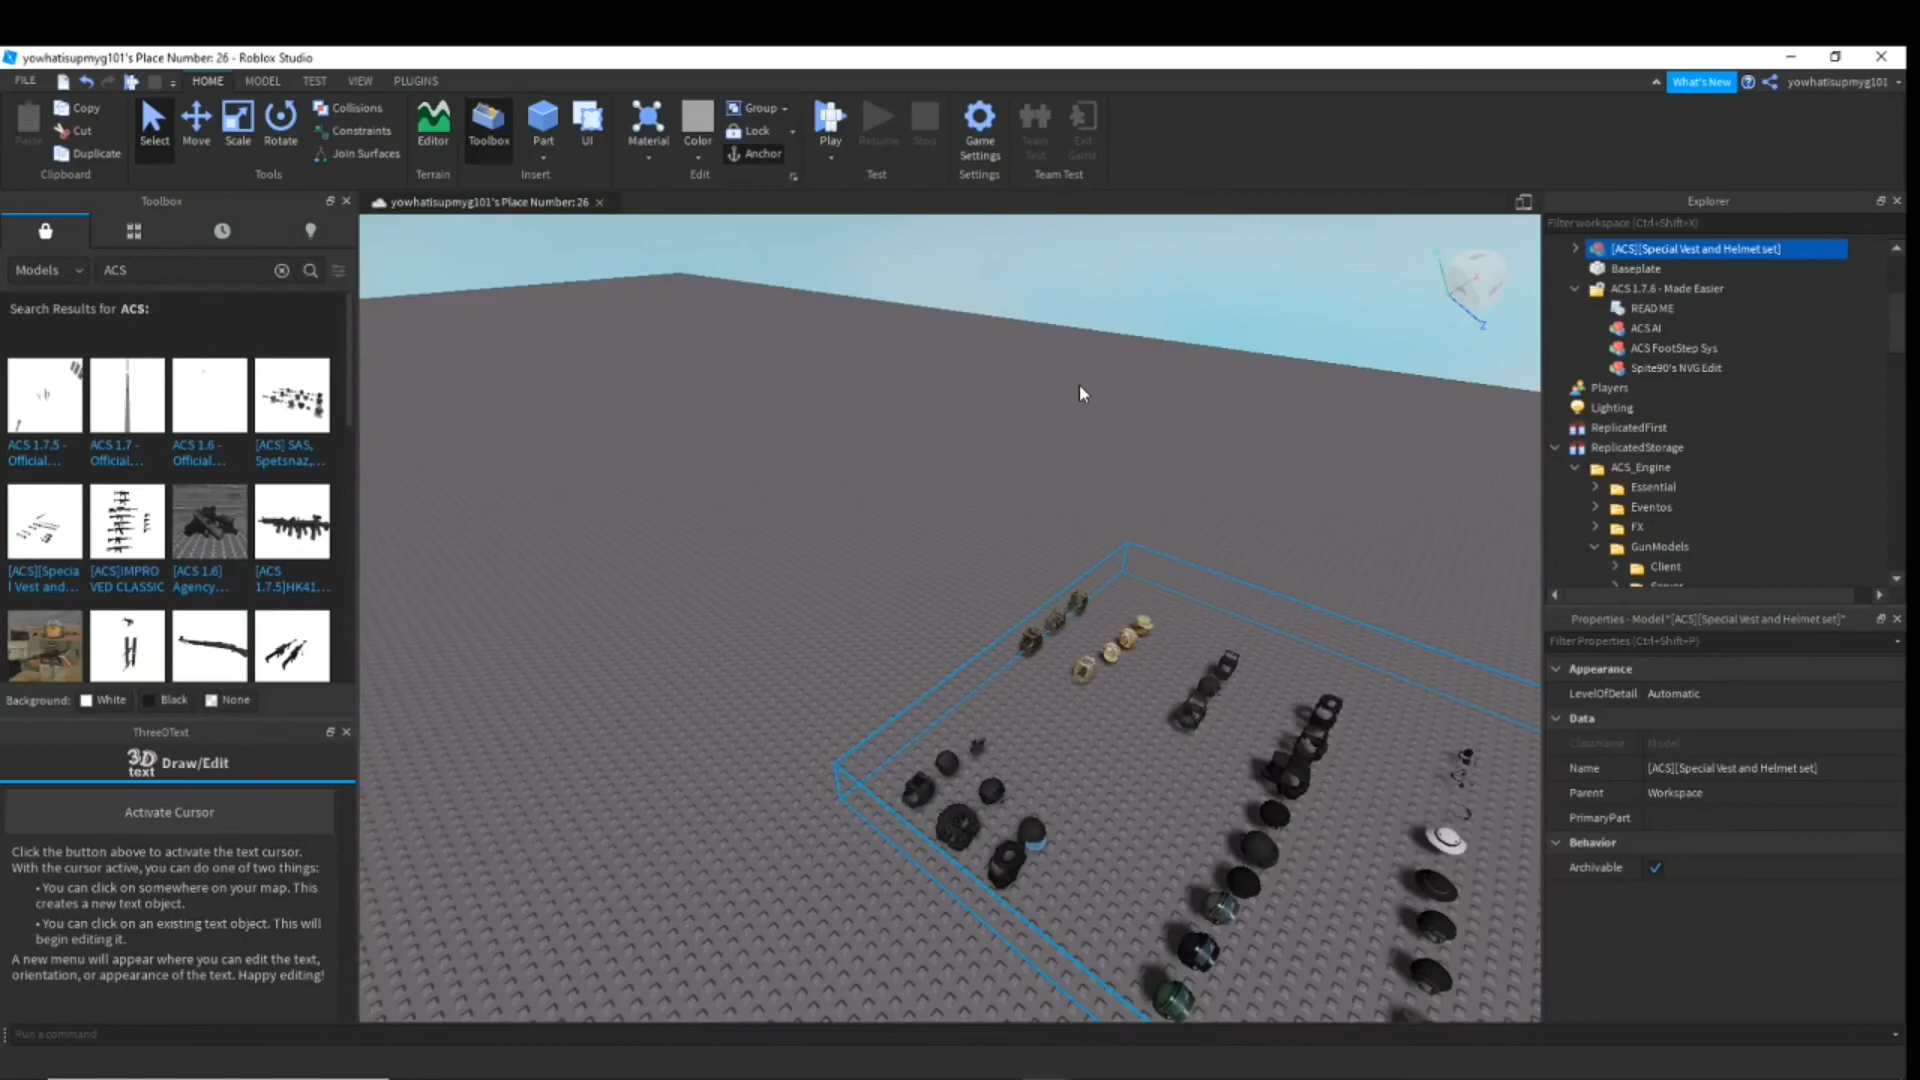 yowhatisupmyg101's Place Number: 26 - Roblox Studio
FILE HOME MODEL TEST VIEW PLUGINS What's New yowhatisupmyg101
Paste Copy Cut Duplicate Clipboard
Select Move Scale Rotate Collisions Constraints Join Surfaces Tools
Editor Terrain
Toolbox Part UI Insert
Material Color Group Lock Anchor Edit
Play Resume Stop Test
Game Settings Settings
Team Test Exit Game Team Test
Toolbox
Models ACS
Search Results for ACS:
ACS 1.7.5 - Official...
ACS 1.7 - Official...
ACS 1.6 - Official...
[ACS] SAS, Spetsnaz,...
[ACS][Specia l Vest and...
[ACS]IMPRO VED CLASSIC
[ACS 1.6] Agency...
[ACS 1.7.5]HK41...
Background: White Black None
ThreeDText
3D text Draw/Edit
Activate Cursor
Click the button above to activate the text cursor.
With the cursor active, you can do one of two things:
• You can click on somewhere on your map. This
creates a new text object.
• You can click on an existing text object. This will
begin editing it.
A new menu will appear where you can edit the text,
orientation, or appearance of the text. Happy editing!
Run a command
yowhatisupmyg101's Place Number: 26
Z
Explorer
Filter workspace (Ctrl+Shift+X)
[ACS][Special Vest and Helmet set]
Baseplate
ACS 1.7.6 - Made Easier
README
ACS AI
ACS FootStep Sys
Spite90's NVG Edit
Players
Lighting
ReplicatedFirst
ReplicatedStorage
ACS_Engine
Essential
Eventos
FX
GunModels
Client
Server
Properties - Model "[ACS][Special Vest and Helmet set]"
Filter Properties (Ctrl+Shift+P)
Appearance
LevelOfDetail Automatic
Data
ClassName Model
Name [ACS][Special Vest and Helmet set]
Parent Workspace
PrimaryPart
Behavior
Archivable